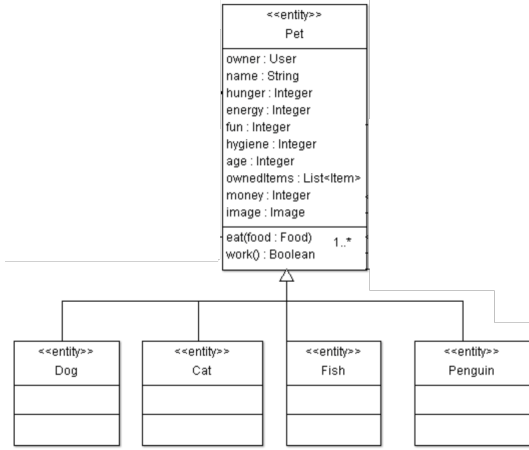 <<entity>>
Pet
owner : User
name : String
hunger : Integer
energy : Integer
fun : Integer
hygiene : Integer
age : Integer
ownedItems : List<Item>
money : Integer
image : Image
eat(food : Food)
1..*
work() : Boolean
<<entity>>
Dog
<<entity>>
Cat
<<entity>>
Fish
<<entity>>
Penguin